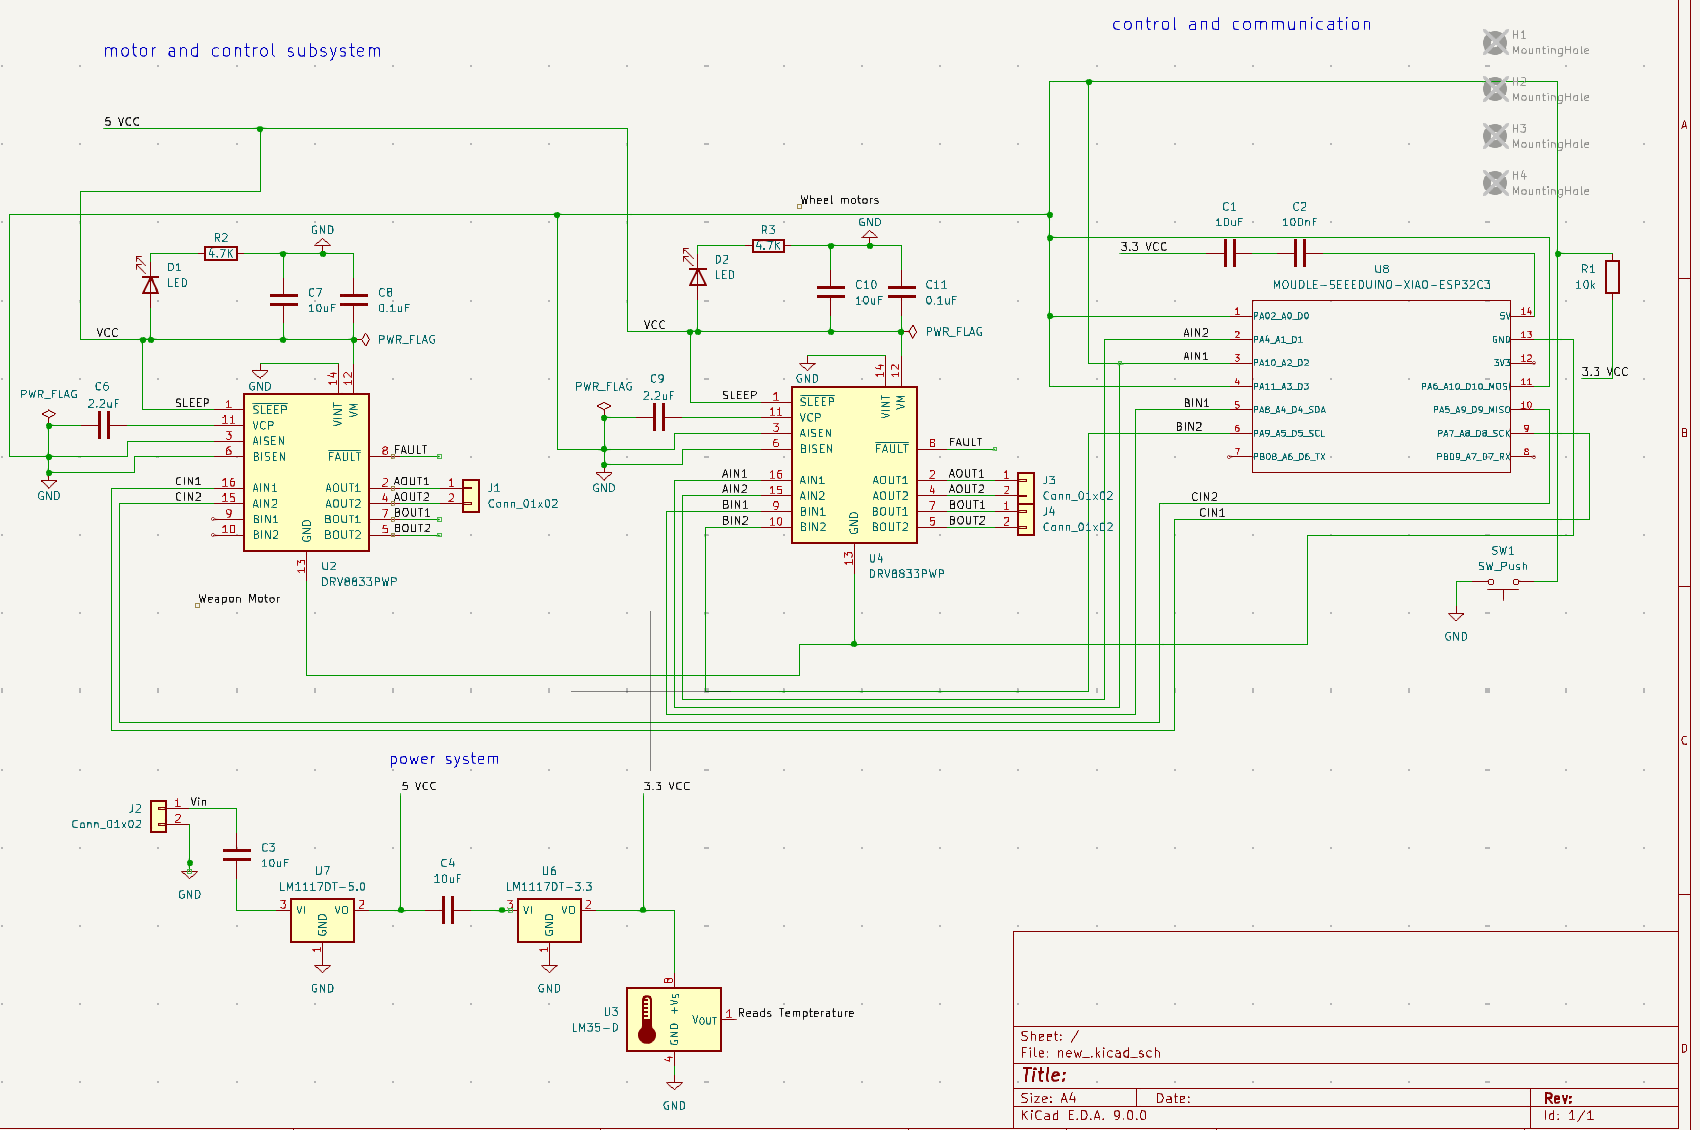 motor and control subsystem
control and communication
H1
MountingHole
H2
MountingHole
H3
MountingHole
H4
MountingHole
A
5 VCC
Wheel motors
GND
R2
4.7K
D1
LED
C7
10uF
C8
0.1uF
VCC
PWR_FLAG
GND
R3
4.7K
D2
LED
C10
10uF
C11
0.1uF
VCC
PWR_FLAG
C1
10uF
C2
100nF
3.3 VCC
R1
10k
3.3 VCC
U8
MOUDLE-SEEEDUINO-XIAO-ESP32C3
1 PA02_A0_D0
AIN2 2 PA4_A1_D1
AIN1 3 PA10_A2_D2
4 PA11_A3_D3
BIN1 5 PA8_A4_D4_SDA
BIN2 6 PA9_A5_D5_SCL
7 PB08_A6_D6_TX
5V 14
GND 13
3V3 12
PA6_A10_D10_MOSI 11
PA5_A9_D9_MISO 10
PA7_A8_D8_SCK 9
PB09_A7_D7_RX 8
CIN2
CIN1
B
PWR_FLAG
C6
2.2uF
GND
GND
14
12
SLEEP 1 SLEEP
11 VCP
3 AISEN
6 BISEN
CIN1 16 AIN1
CIN2 15 AIN2
9 BIN1
10 BIN2
VINT
VM
FAULT 8 FAULT
AOUT1 2 AOUT1
AOUT2 4 AOUT2
BOUT1 7 BOUT1
BOUT2 5 BOUT2
GND
13
1
2
J1
Conn_01x02
U2
DRV8833PWP
Weapon Motor
PWR_FLAG
C9
2.2uF
GND
GND
14
12
SLEEP 1 SLEEP
11 VCP
3 AISEN
6 BISEN
AIN1 16 AIN1
AIN2 15 AIN2
BIN1 9 BIN1
BIN2 10 BIN2
VINT
VM
FAULT 8 FAULT
AOUT1 2 AOUT1 1
AOUT2 4 AOUT2 2
BOUT1 7 BOUT1 1
BOUT2 5 BOUT2 2
GND
13
J3
Conn_01x02
J4
Conn_01x02
U4
DRV8833PWP
SW1
SW_Push
GND
C
power system
5 VCC
3.3 VCC
J2
Conn_01x02
1 Vin
2
GND
C3
10uF
U7
LM1117DT-5.0
3 VI VO 2
GND
1
GND
C4
10uF
U6
LM1117DT-3.3
3 VI VO 2
GND
1
GND
U3
LM35-D
8
+Vs
GND
VOUT 1 Reads Tempterature
4
GND
D
Sheet: /
File: new_.kicad_sch
Title:
Size: A4 Date: Rev:
KiCad E.D.A. 9.0.0 Id: 1/1